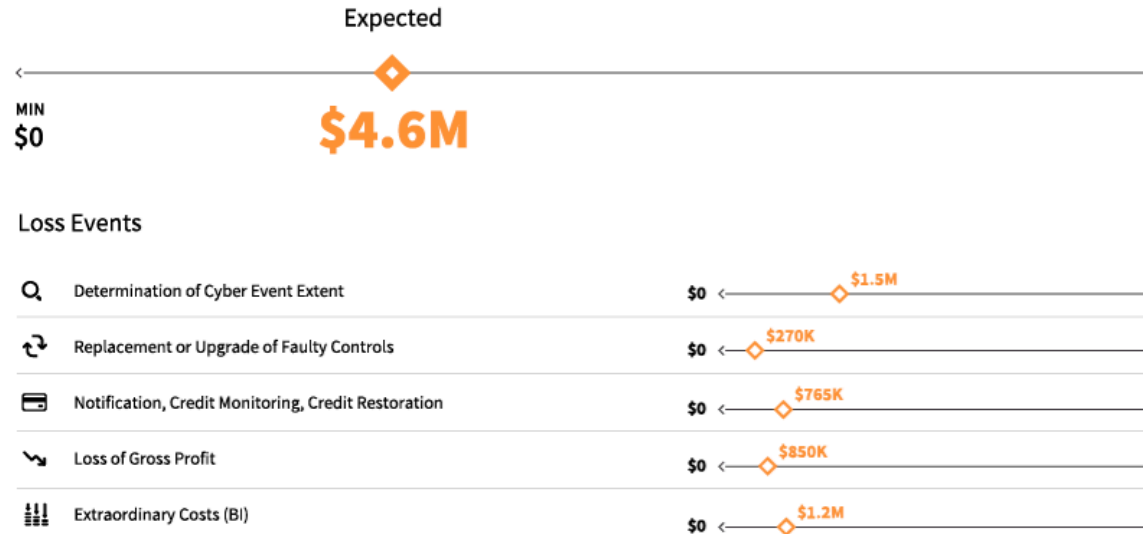 Expected
MIN
$0
$4.6M
Loss Events
Determination of Cyber Event Extent $0 $1.5M
Replacement or Upgrade of Faulty Controls $0 $270K
Notification, Credit Monitoring, Credit Restoration $0 $765K
Loss of Gross Profit $0 $850K
Extraordinary Costs (BI) $0 $1.2M